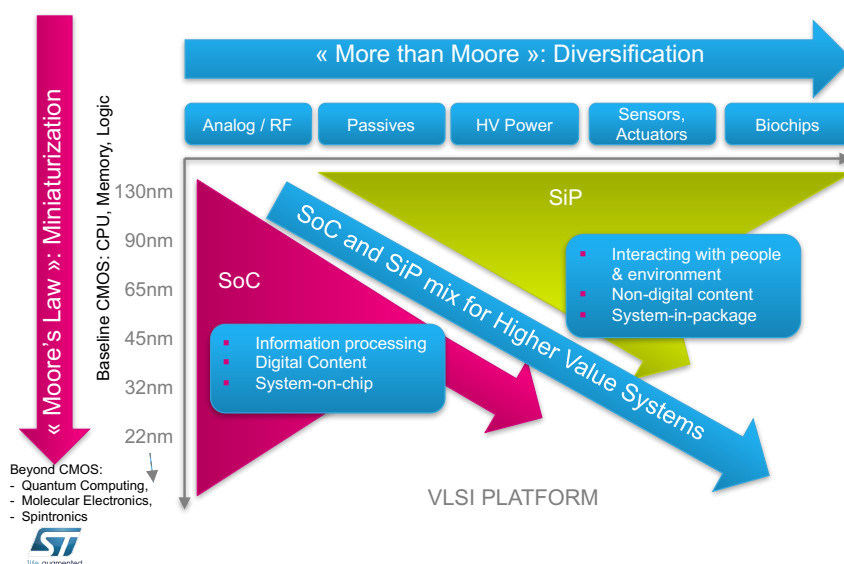 « More than Moore »: Diversification
« Moore's Law »: Miniaturization
Baseline CMOS: CPU, Memory, Logic
Analog / RF
Passives
HV Power
Sensors,
Actuators
Biochips
130nm
90nm
65nm
45nm
32nm
22nm
SiP
SoC
SoC and SiP mix for Higher Value Systems
▪ Interacting with people
& environment
▪ Non-digital content
▪ System-in-package
▪ Information processing
▪ Digital Content
▪ System-on-chip
Beyond CMOS:
- Quantum Computing,
- Molecular Electronics,
- Spintronics
VLSI PLATFORM
ST
life.augmented